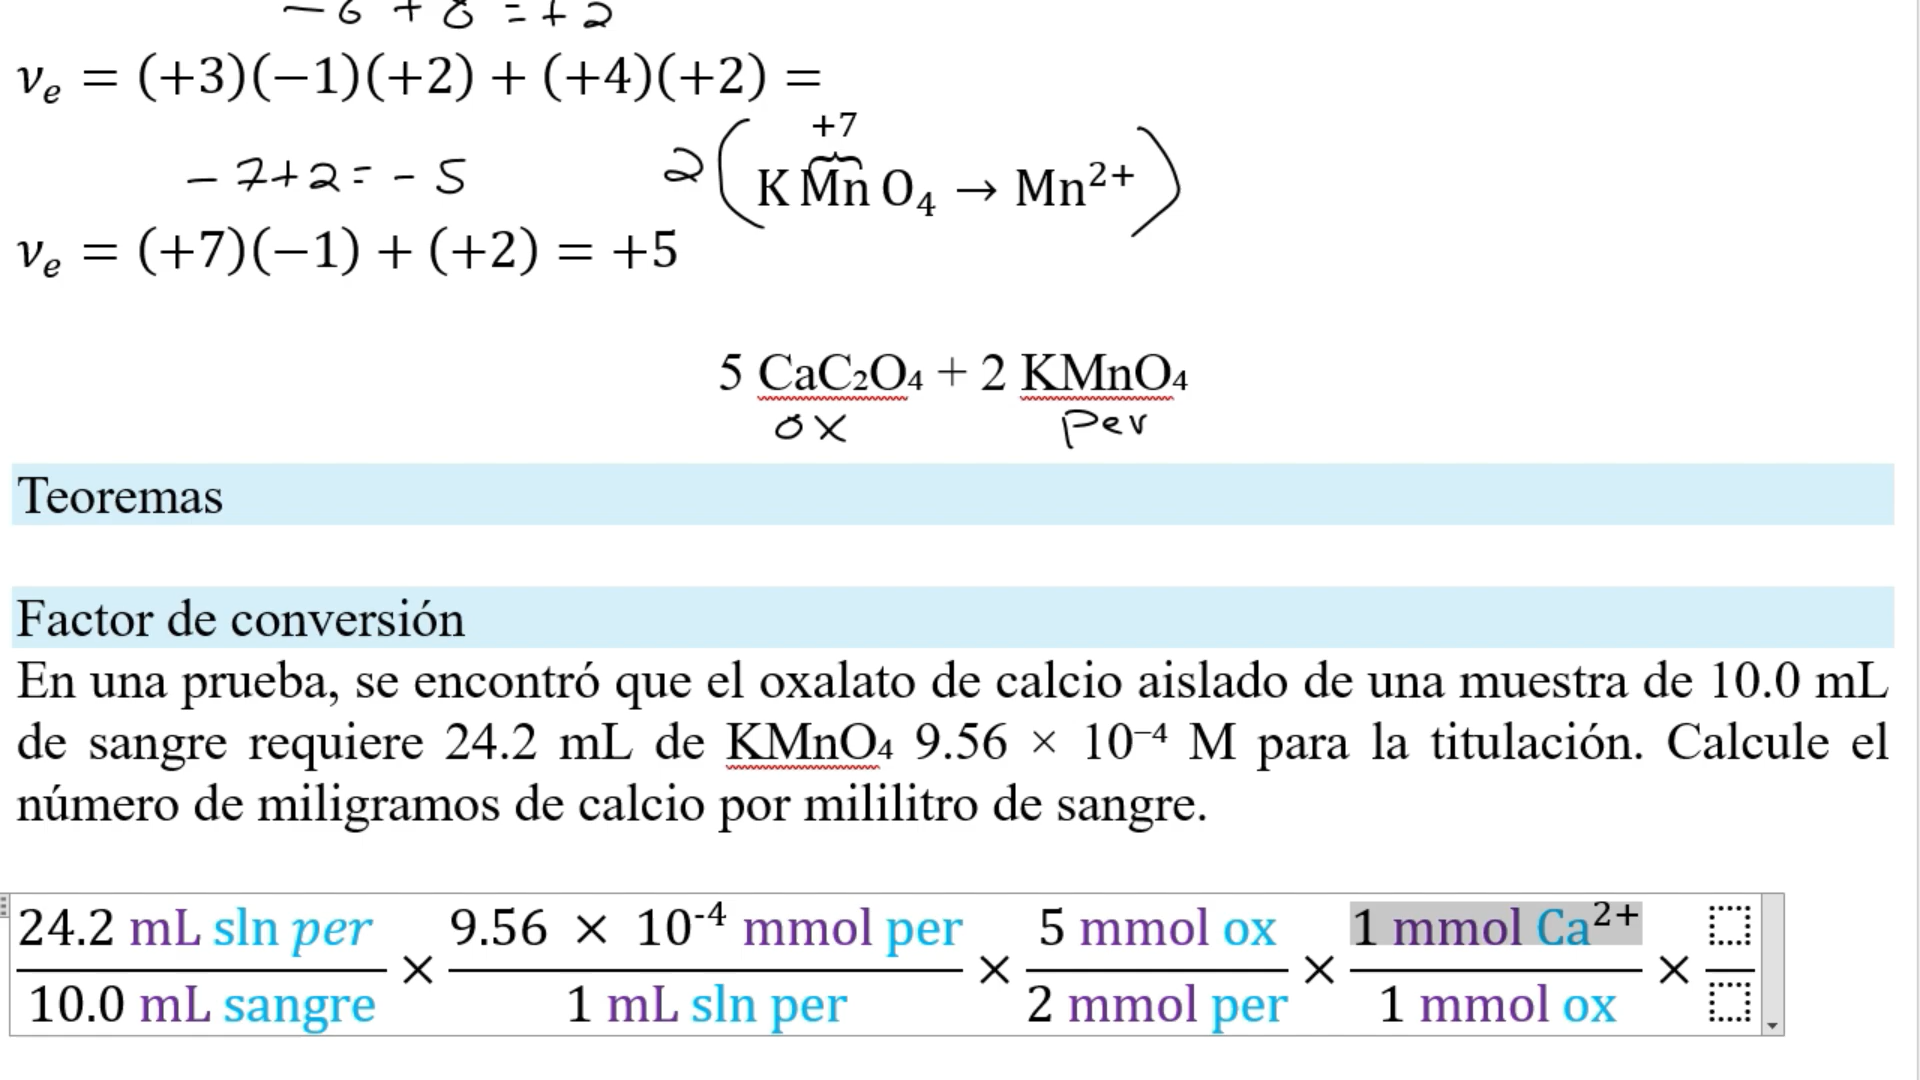 − 6 + 8 = + 2
νₑ = (+3)(−1)(+2) + (+4)(+2) =
− 7 + 2 = − 5
2 ( K Mn O₄ → Mn²⁺ )
+7
νₑ = (+7)(−1) + (+2) = +5
5 CaC₂O₄ + 2 KMnO₄
ox per
Teoremas
Factor de conversión
En una prueba, se encontró que el oxalato de calcio aislado de una muestra de 10.0 mL
de sangre requiere 24.2 mL de KMnO₄ 9.56 × 10⁻⁴ M para la titulación. Calcule el
número de miligramos de calcio por mililitro de sangre.
24.2 mL sln per / 10.0 mL sangre × 9.56 × 10⁻⁴ mmol per / 1 mL sln per × 5 mmol ox / 2 mmol per × 1 mmol Ca²⁺ / 1 mmol ox ×